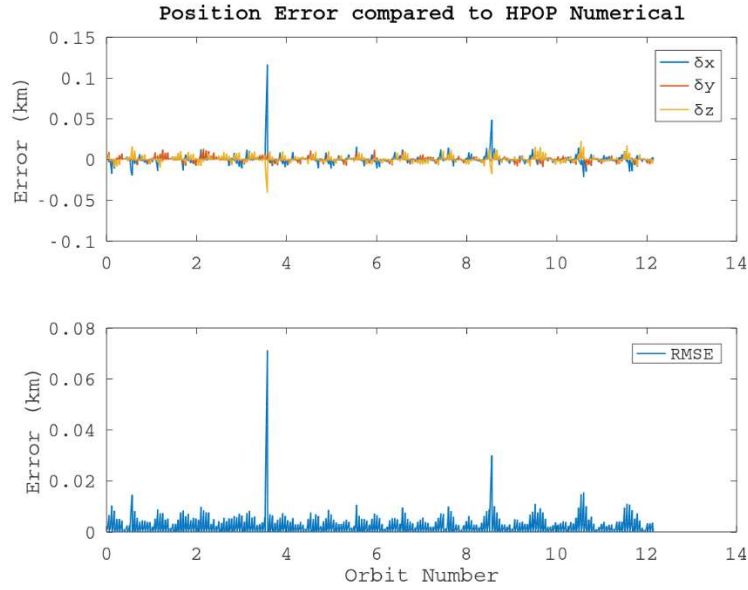 Position Error compared to HPOP Numerical
0.15
0.1
0.05
0
-0.05
-0.1
Error (km)
δx
δy
δz
0 2 4 6 8 10 12 14
0.08
0.06
0.04
0.02
0
Error (km)
RMSE
0 2 4 6 8 10 12 14
Orbit Number